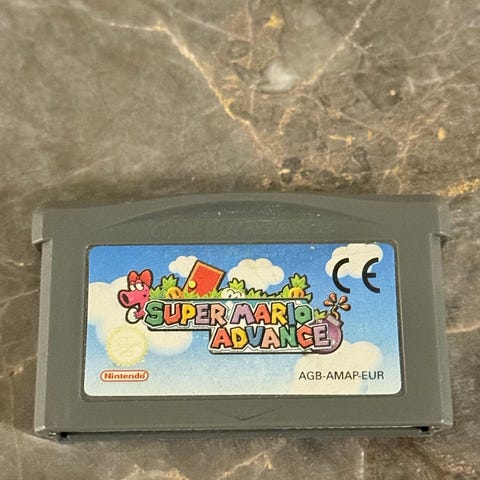 CE
SUPER MARIO
ADVANCE
Nintendo
AGB-AMAP-EUR